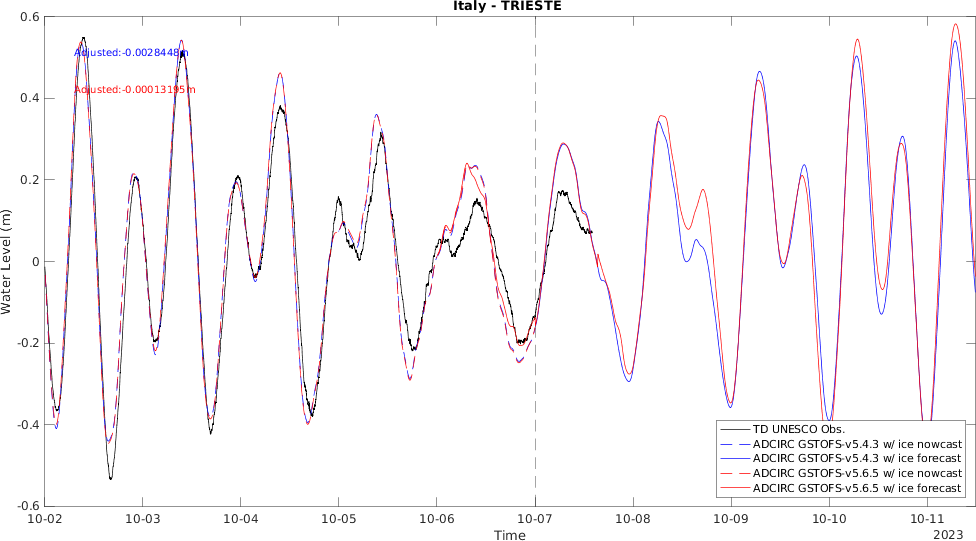 Italy - TRIESTE
Adjusted:-0.0028448m
Adjusted:-0.00013195m
Water Level (m)
0.6
0.4
0.2
0
-0.2
-0.4
-0.6
TD UNESCO Obs.
ADCIRC GSTOFS-v5.4.3 w/ ice nowcast
ADCIRC GSTOFS-v5.4.3 w/ ice forecast
ADCIRC GSTOFS-v5.6.5 w/ ice nowcast
ADCIRC GSTOFS-v5.6.5 w/ ice forecast
10-02 10-03 10-04 10-05 10-06 10-07 10-08 10-09 10-10 10-11
Time
2023